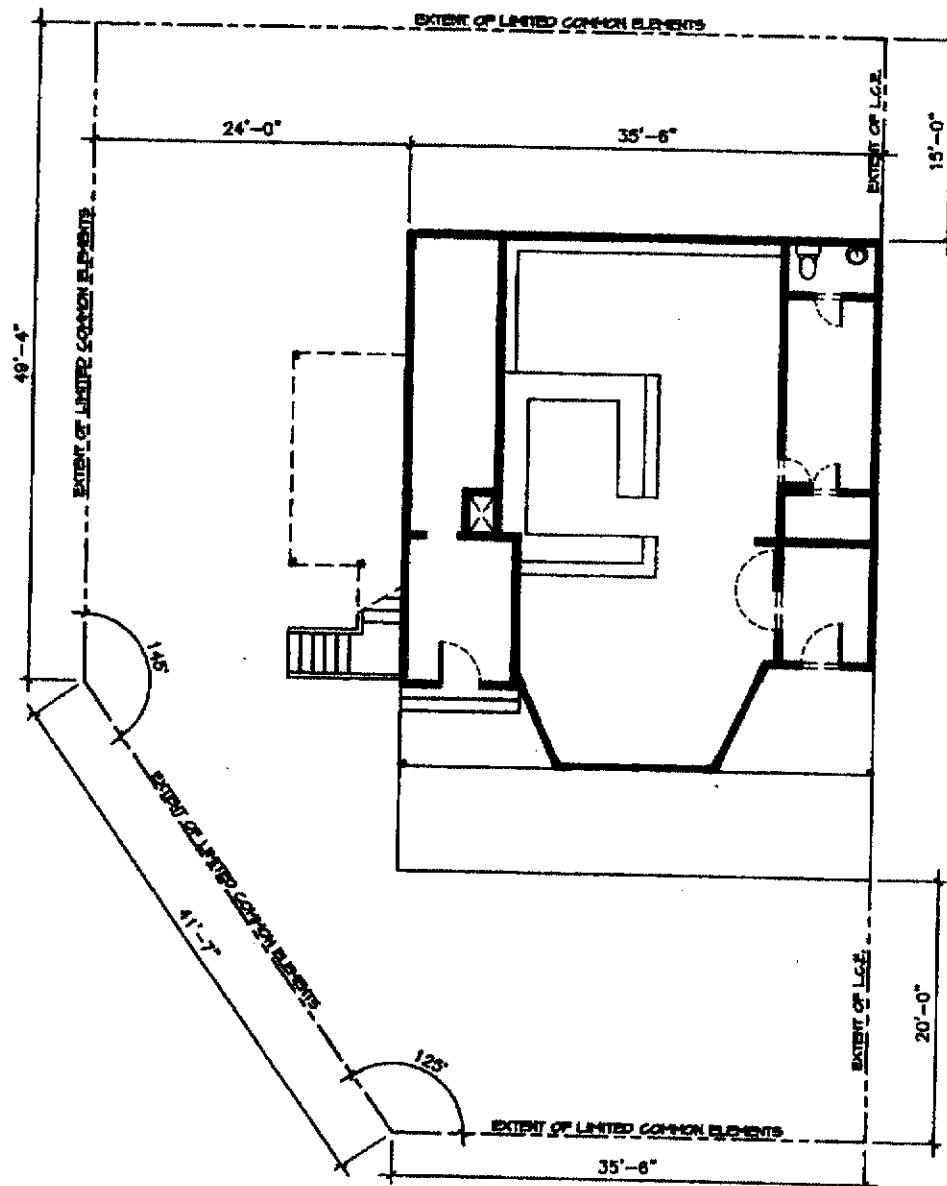 EXTENT OF LIMITED COMMON ELEMENTS
24'-0"
35'-6"
EXTENT OF L.C.E.
15'-0"
EXTENT OF LIMITED COMMON ELEMENTS
49'-4"
145°
EXTENT OF LIMITED COMMON ELEMENTS
41'-7"
125°
EXTENT OF L.C.E.
20'-0"
EXTENT OF LIMITED COMMON ELEMENTS
35'-6"